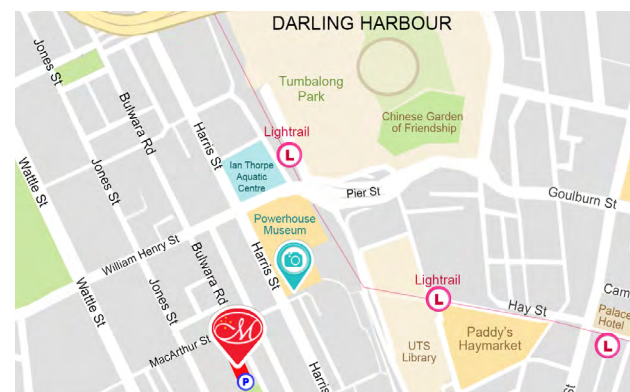 DARLING HARBOUR
Jones St
Tumbalong
Park
Bulwara Rd
Chinese Garden
of Friendship
Harris St
Lightrail
L
Ian Thorpe
Aquatic
Centre
Wattle St
Jones St
Pier St
Goulburn St
Powerhouse
Museum
William Henry St
Harris St
Bulwara Rd
Lightrail
L
Wattle St
Jones St
Hay St
Cam
Palace
Hotel
MacArthur St
M
UTS
Library
Paddy's
Haymarket
L
P
Harris St